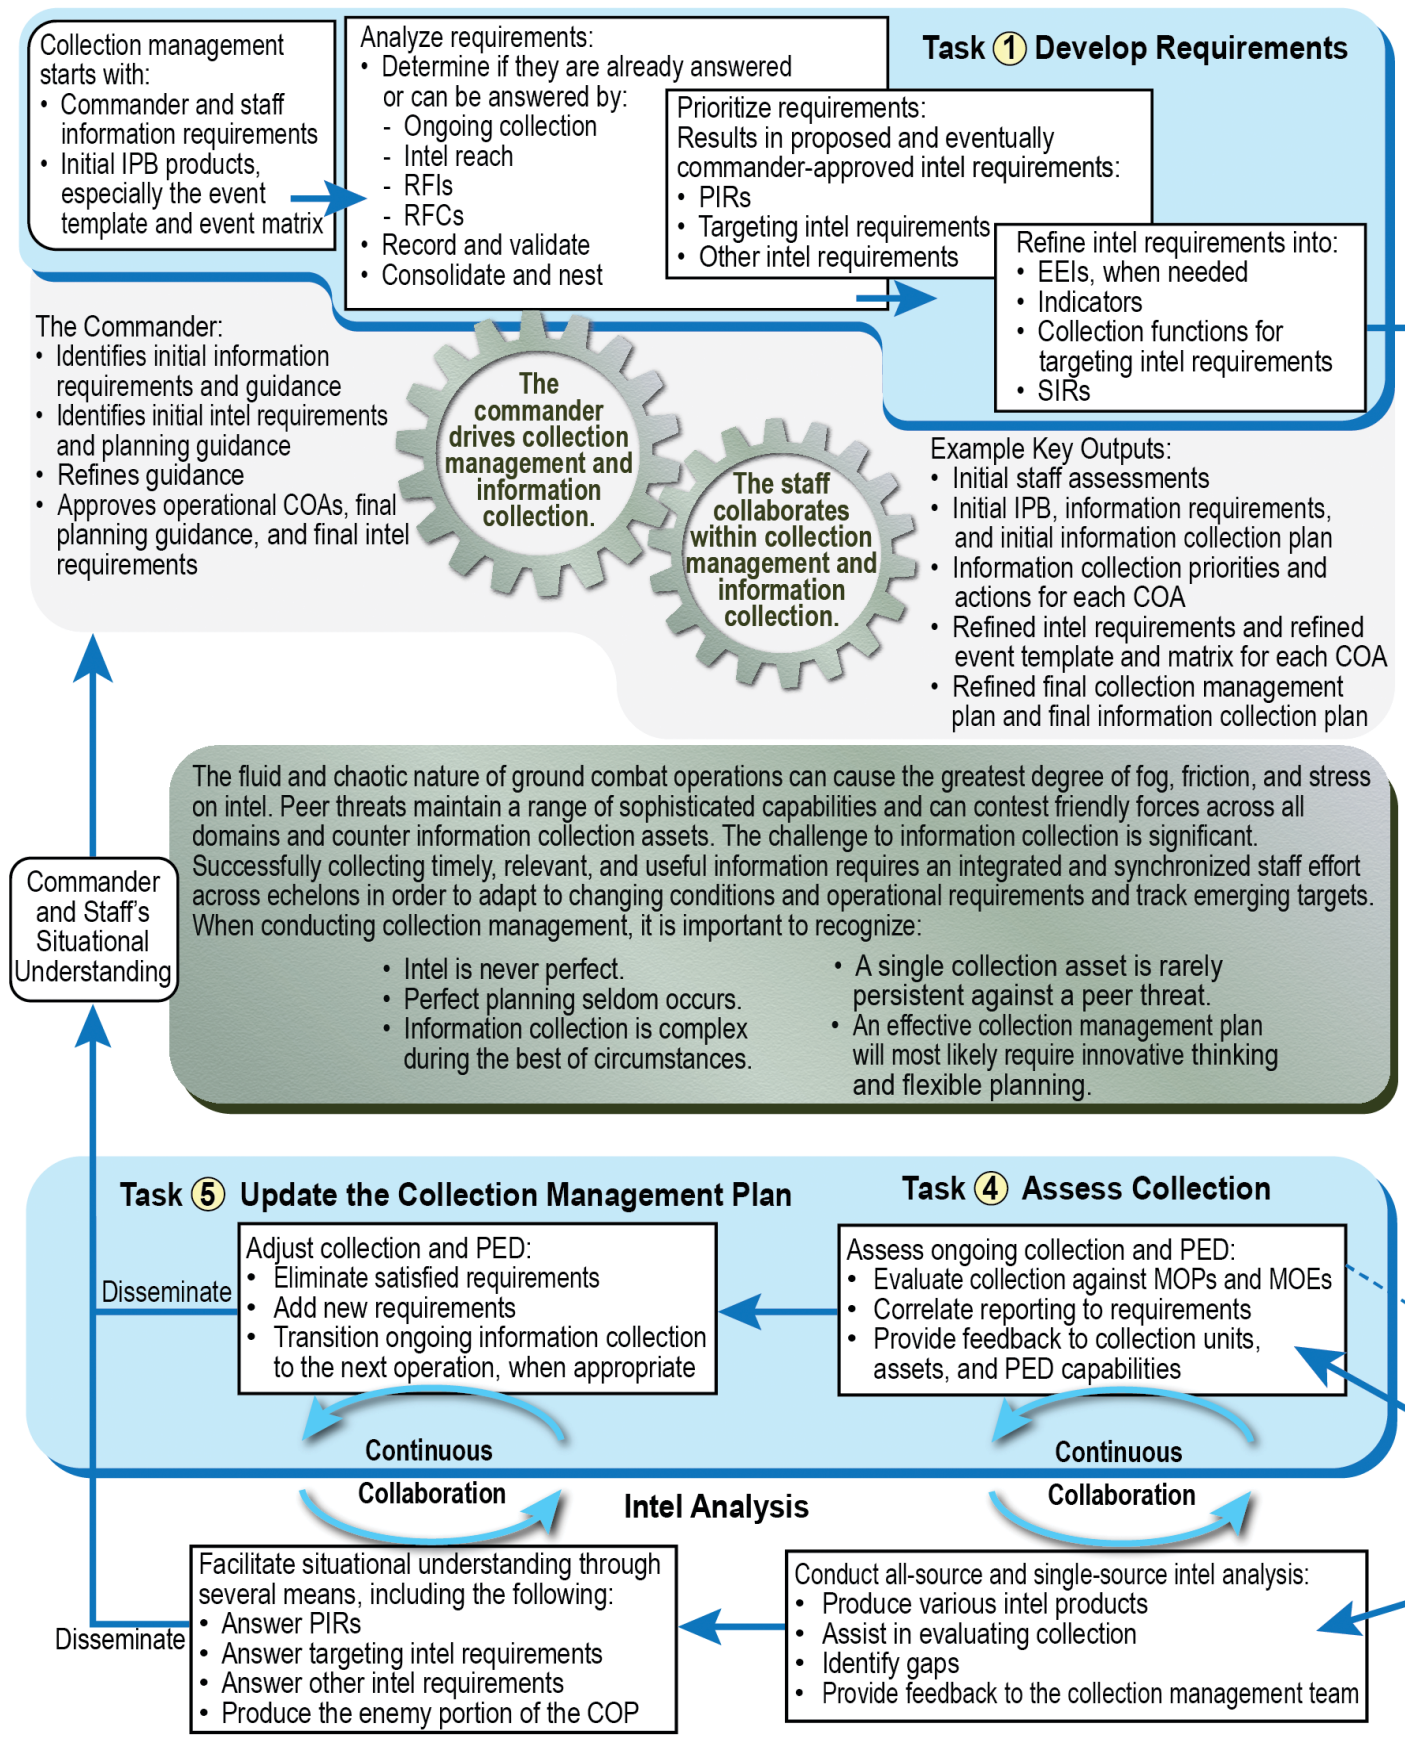 Collection management
starts with:
• Commander and staff
information requirements
• Initial IPB products,
especially the event
template and event matrix
Analyze requirements:
• Determine if they are already answered
or can be answered by:
- Ongoing collection
- Intel reach
- RFIs
- RFCs
• Record and validate
• Consolidate and nest
Task 1 Develop Requirements
Prioritize requirements:
Results in proposed and eventually
commander-approved intel requirements:
• PIRs
• Targeting intel requirements
• Other intel requirements
Refine intel requirements into:
• EEIs, when needed
• Indicators
• Collection functions for
targeting intel requirements
• SIRs
The Commander:
• Identifies initial information
requirements and guidance
• Identifies initial intel requirements
and planning guidance
• Refines guidance
• Approves operational COAs, final
planning guidance, and final intel
requirements
The
commander
drives collection
management and
information
collection.
The staff
collaborates
within collection
management and
information
collection.
Example Key Outputs:
• Initial staff assessments
• Initial IPB, information requirements,
and initial information collection plan
• Information collection priorities and
actions for each COA
• Refined intel requirements and refined
event template and matrix for each COA
• Refined final collection management
plan and final information collection plan
The fluid and chaotic nature of ground combat operations can cause the greatest degree of fog, friction, and stress
on intel. Peer threats maintain a range of sophisticated capabilities and can contest friendly forces across all
domains and counter information collection assets. The challenge to information collection is significant.
Successfully collecting timely, relevant, and useful information requires an integrated and synchronized staff effort
across echelons in order to adapt to changing conditions and operational requirements and track emerging targets.
When conducting collection management, it is important to recognize:
• Intel is never perfect.
• Perfect planning seldom occurs.
• Information collection is complex
during the best of circumstances.
• A single collection asset is rarely
persistent against a peer threat.
• An effective collection management plan
will most likely require innovative thinking
and flexible planning.
Commander
and Staff's
Situational
Understanding
Task 5 Update the Collection Management Plan
Adjust collection and PED:
• Eliminate satisfied requirements
• Add new requirements
• Transition ongoing information collection
to the next operation, when appropriate
Disseminate
Task 4 Assess Collection
Assess ongoing collection and PED:
• Evaluate collection against MOPs and MOEs
• Correlate reporting to requirements
• Provide feedback to collection units,
assets, and PED capabilities
Continuous
Collaboration
Continuous
Collaboration
Intel Analysis
Facilitate situational understanding through
several means, including the following:
• Answer PIRs
• Answer targeting intel requirements
• Answer other intel requirements
• Produce the enemy portion of the COP
Disseminate
Conduct all-source and single-source intel analysis:
• Produce various intel products
• Assist in evaluating collection
• Identify gaps
• Provide feedback to the collection management team